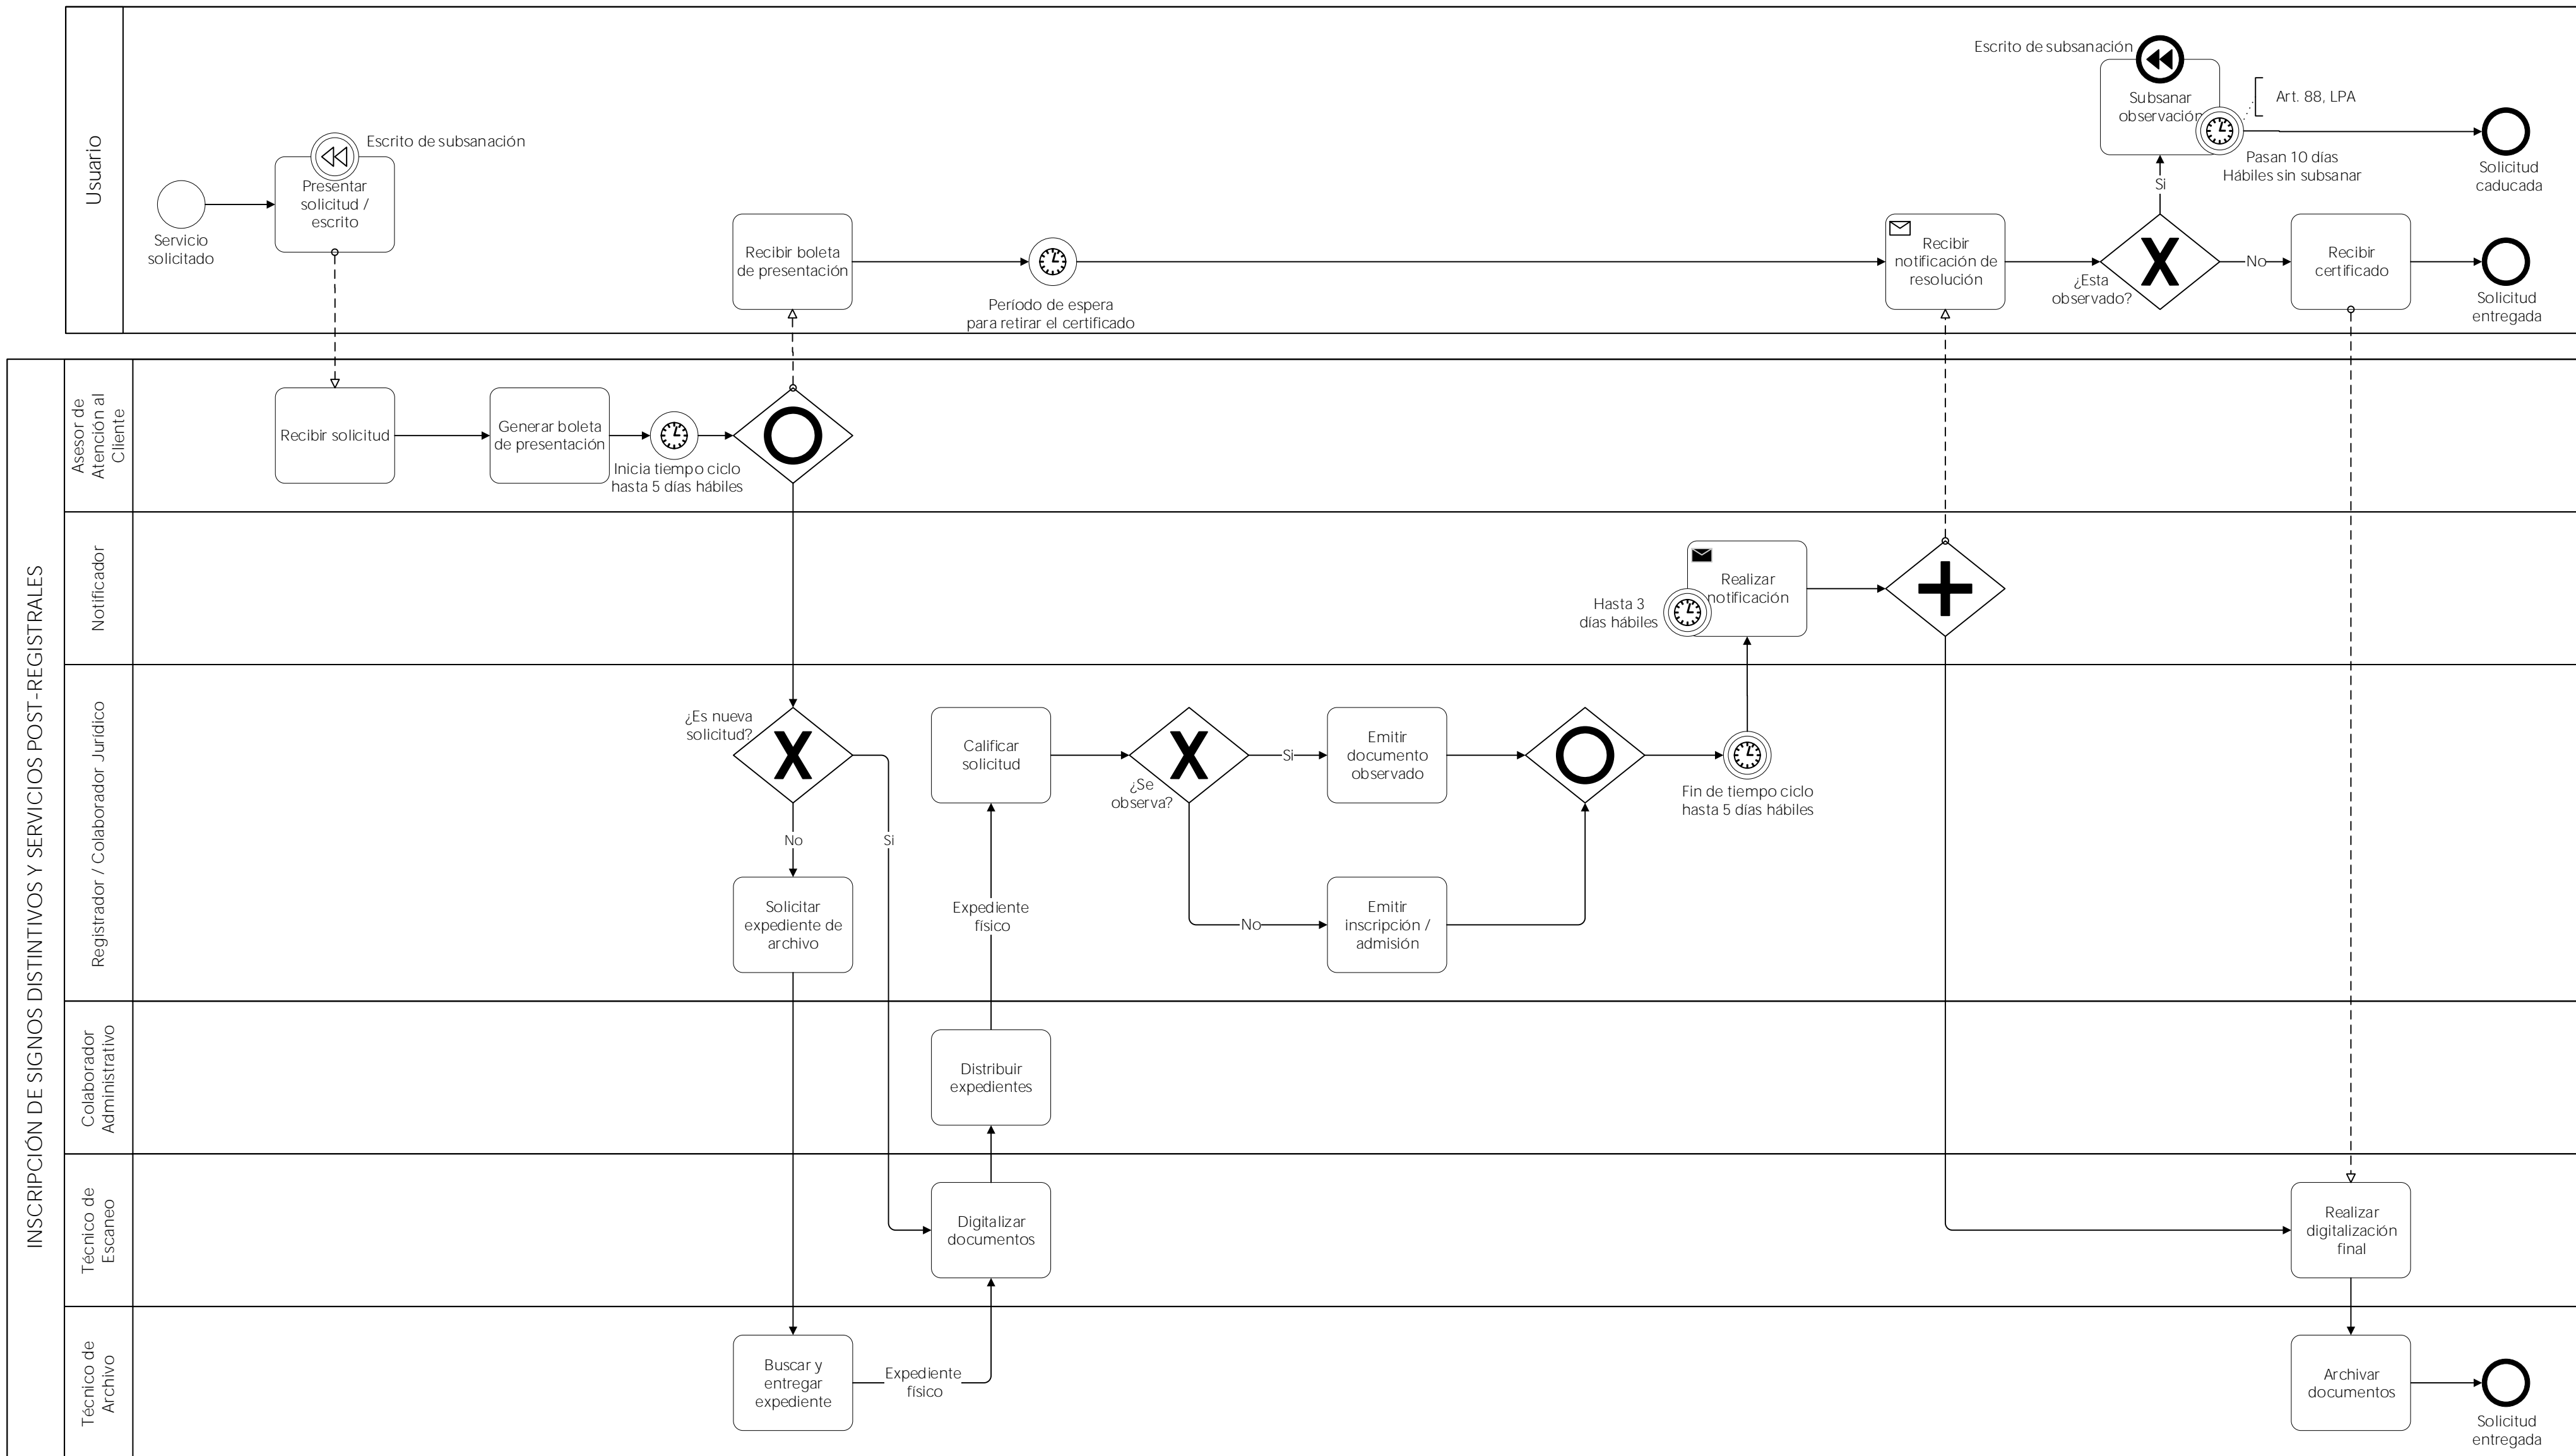 Usuario
Servicio
solicitado
Escrito de subsanación
Presentar
solicitud /
escrito
Recibir boleta
de presentación
Período de espera
para retirar el certificado
Recibir
notificación de
resolución
¿Esta
observado?
Si
No
Escrito de subsanación
Subsanar
observación
Art. 88, LPA
Pasan 10 días
Hábiles sin subsanar
Solicitud
caducada
Recibir
certificado
Solicitud
entregada
INSCRIPCIÓN DE SIGNOS DISTINTIVOS Y SERVICIOS POST-REGISTRALES
Asesor de
Atención al
Cliente
Recibir solicitud
Generar boleta
de presentación
Inicia tiempo ciclo
hasta 5 días hábiles
Notificador
Hasta 3
días hábiles
Realizar
notificación
Registrador / Colaborador Jurídico
¿Es nueva
solicitud?
No
Si
Solicitar
expediente de
archivo
Calificar
solicitud
Expediente
físico
¿Se
observa?
Si
No
Emitir
documento
observado
Emitir
inscripción /
admisión
Fin de tiempo ciclo
hasta 5 días hábiles
Colaborador
Administrativo
Distribuir
expedientes
Técnico de
Escaneo
Digitalizar
documentos
Realizar
digitalización
final
Técnico de
Archivo
Buscar y
entregar
expediente
Expediente
físico
Archivar
documentos
Solicitud
entregada